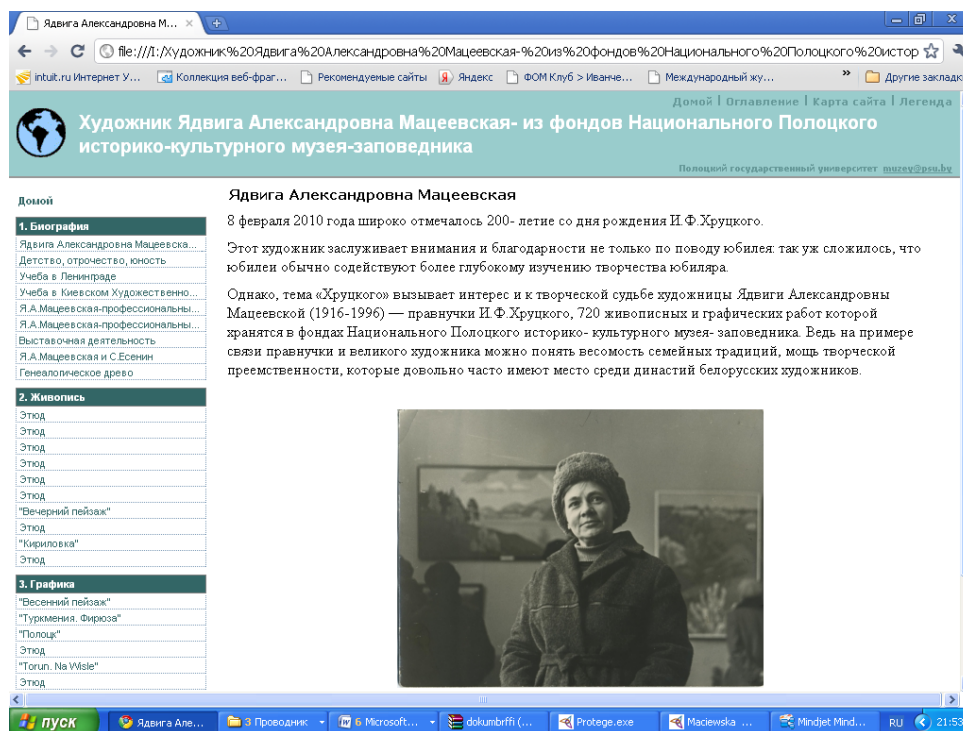 Ядвига Александровна М...
file:///I:/Художник%20Ядвига%20Александровна%20Мацеевская-%20из%20фондов%20Национального%20Полоцкого%20истор
intuit.ru Интернет У... Коллекция веб-фраг... Рекомендуемые сайты Яндекс ФОМ Клуб > Иванче... Международный жу... » Другие закладк
Домой | Оглавление | Карта сайта | Легенда
Художник Ядвига Александровна Мацеевская- из фондов Национального Полоцкого
историко-культурного музея-заповедника
Полоцкий государственный университет muzey@psu.by
Домой
1. Биография
Ядвига Александровна Мацеевска...
Детство, отрочество, юность
Учеба в Ленинграде
Учеба в Киевском Художественно...
Я.А.Мацеевская-профессиональны...
Я.А.Мацеевская-профессиональны...
Выставочная деятельность
Я.А.Мацеевская и С.Есенин
Генеалогическое древо
2. Живопись
Этюд
Этюд
Этюд
Этюд
Этюд
Этюд
"Вечерний пейзаж"
Этюд
"Кириловка"
Этюд
3. Графика
"Весенний пейзаж"
"Туркмения. Фирюза"
"Полоцк"
Этюд
"Torun. Na Wisle"
Этюд
Ядвига Александровна Мацеевская
8 февраля 2010 года широко отмечалось 200- летие со дня рождения И.Ф.Хруцкого.
Этот художник заслуживает внимания и благодарности не только по поводу юбилея: так уж сложилось, что
юбилеи обычно содействуют более глубокому изучению творчества юбиляра.
Однако, тема «Хруцкого» вызывает интерес и к творческой судьбе художницы Ядвиги Александровны
Мацеевской (1916-1996) — правнучки И.Ф.Хруцкого, 720 живописных и графических работ которой
хранятся в фондах Национального Полоцкого историко- культурного музея- заповедника. Ведь на примере
связи правнучки и великого художника можно понять весомость семейных традиций, мощь творческой
преемственности, которые довольно часто имеют место среди династий белорусских художников.
пуск Ядвига Але... 3 Проводник 6 Microsoft... dokumbrffi (... Protege.exe Maciewska ... Mindjet Mind... RU 21:53